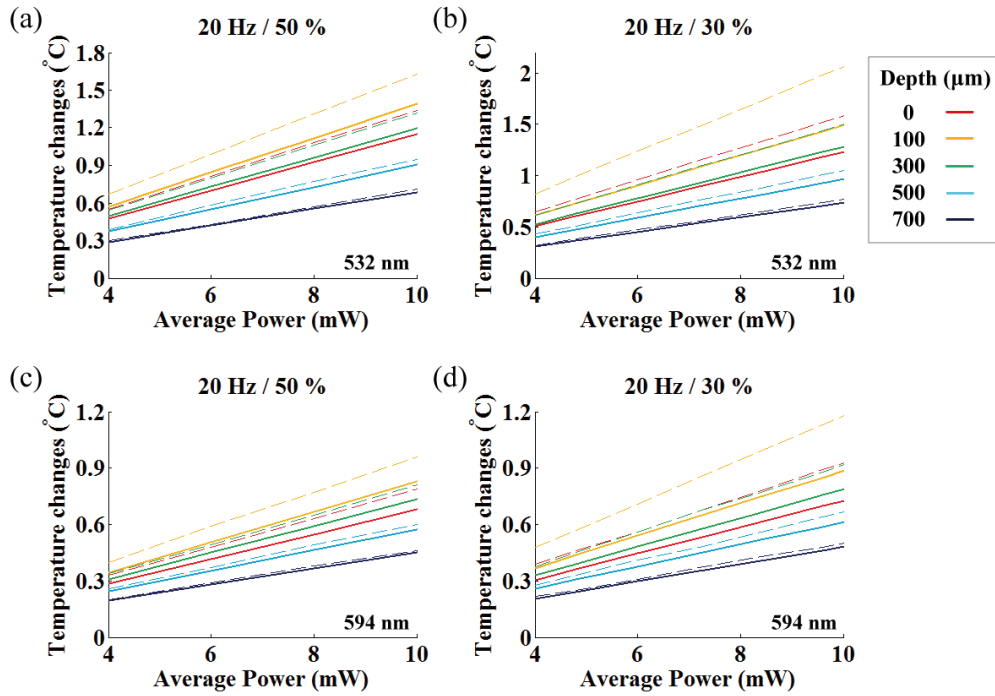 (a)
20 Hz / 50 %
Temperature changes (°C)
1.8
1.5
1.2
0.9
0.6
0.3
0
4
6
8
10
532 nm
Average Power (mW)
(b)
20 Hz / 30 %
Temperature changes (°C)
2
1.5
1
0.5
0
4
6
8
10
532 nm
Average Power (mW)
Depth (μm)
0
100
300
500
700
(c)
20 Hz / 50 %
Temperature changes (°C)
1.2
0.9
0.6
0.3
0
4
6
8
10
594 nm
Average Power (mW)
(d)
20 Hz / 30 %
Temperature changes (°C)
1.2
0.9
0.6
0.3
0
4
6
8
10
594 nm
Average Power (mW)